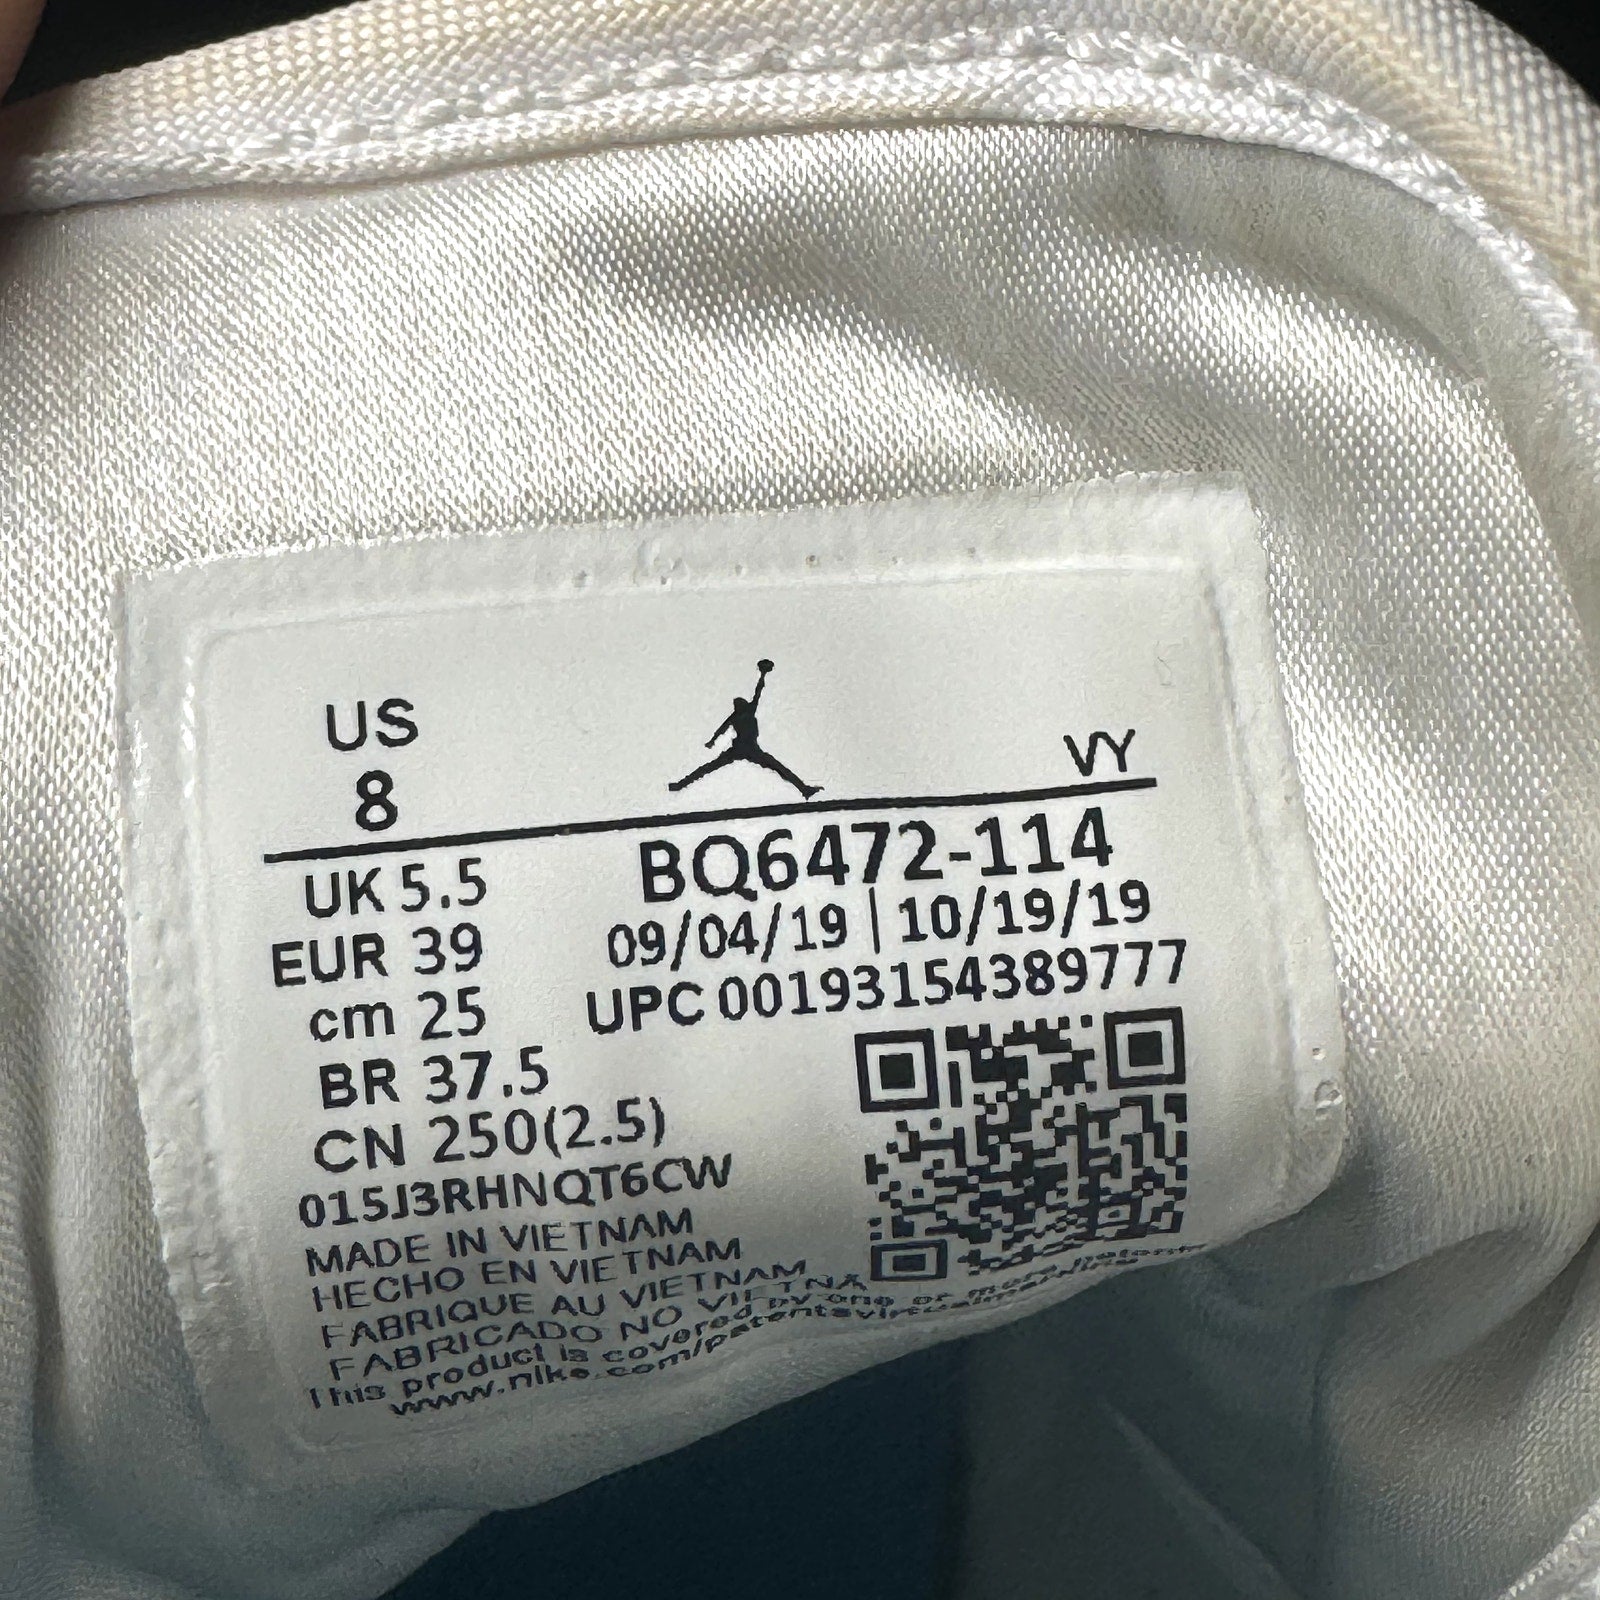 US
8
VY
UK 5.5
BQ6472-114
EUR 39
09/04/19 | 10/19/19
cm 25
UPC 00193154389777
BR 37.5
CN 250(2.5)
015J3RHNQT6CW
MADE IN VIETNAM
HECHO EN VIETNAM
FABRIQUE AU VIETNAM
FABRICADO NO VIETNA
This product is covered by one or more patents
www.nike.com/patentsvirtualmarking